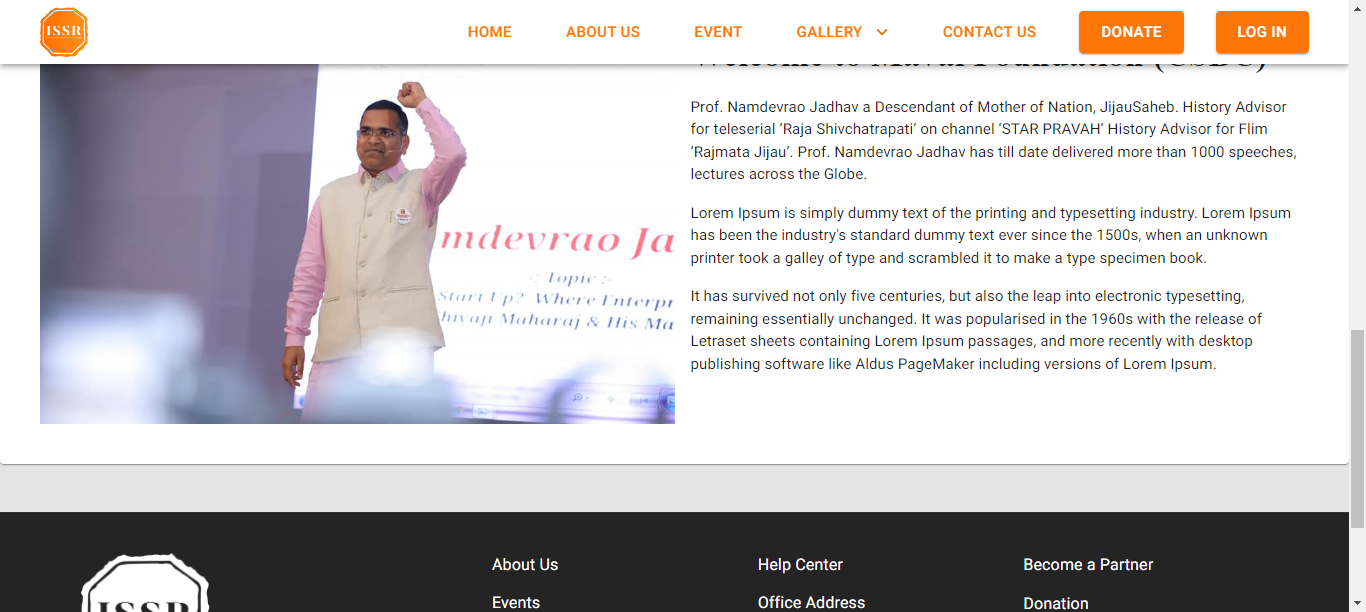 ISSR
HOME
ABOUT US
EVENT
GALLERY
CONTACT US
DONATE
LOG IN
Welcome to Maval Foundation (CSDC)
mdevrao Ja
-: Topic :-
Start Up? Where Enterpr
hivaji Maharaj & His Ma
Prof. Namdevrao Jadhav a Descendant of Mother of Nation, JijauSaheb. History Advisor
for teleserial ‘Raja Shivchatrapati’ on channel ‘STAR PRAVAH’ History Advisor for Flim
‘Rajmata Jijau’. Prof. Namdevrao Jadhav has till date delivered more than 1000 speeches,
lectures across the Globe.
Lorem Ipsum is simply dummy text of the printing and typesetting industry. Lorem Ipsum
has been the industry's standard dummy text ever since the 1500s, when an unknown
printer took a galley of type and scrambled it to make a type specimen book.
It has survived not only five centuries, but also the leap into electronic typesetting,
remaining essentially unchanged. It was popularised in the 1960s with the release of
Letraset sheets containing Lorem Ipsum passages, and more recently with desktop
publishing software like Aldus PageMaker including versions of Lorem Ipsum.
ISSR
About Us
Help Center
Become a Partner
Events
Office Address
Donation